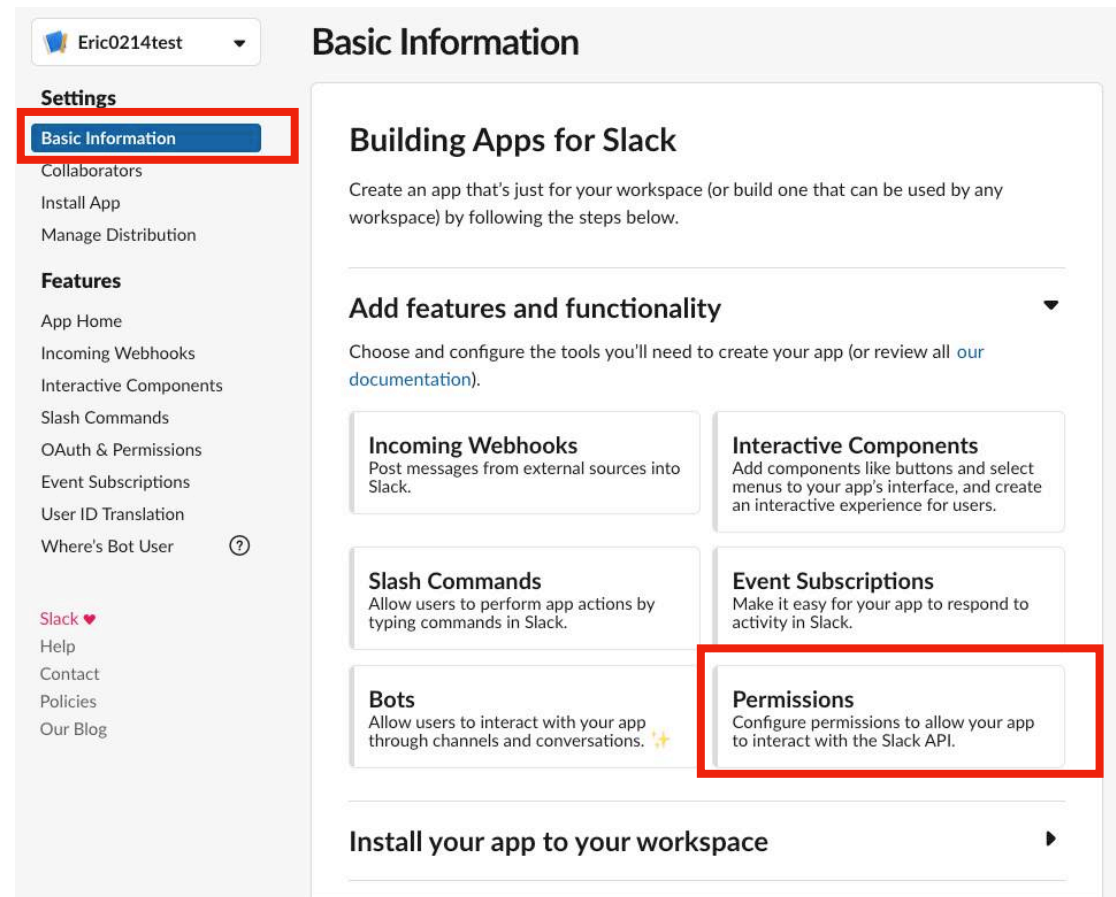 Eric0214test
Basic Information
Settings
Basic Information
Collaborators
Install App
Manage Distribution
Features
App Home
Incoming Webhooks
Interactive Components
Slash Commands
OAuth & Permissions
Event Subscriptions
User ID Translation
Where's Bot User
Slack
Help
Contact
Policies
Our Blog
Building Apps for Slack
Create an app that's just for your workspace (or build one that can be used by any
workspace) by following the steps below.
Add features and functionality
Choose and configure the tools you'll need to create your app (or review all our
documentation).
Incoming Webhooks
Post messages from external sources into
Slack.
Interactive Components
Add components like buttons and select
menus to your app's interface, and create
an interactive experience for users.
Slash Commands
Allow users to perform app actions by
typing commands in Slack.
Event Subscriptions
Make it easy for your app to respond to
activity in Slack.
Bots
Allow users to interact with your app
through channels and conversations.
Permissions
Configure permissions to allow your app
to interact with the Slack API.
Install your app to your workspace